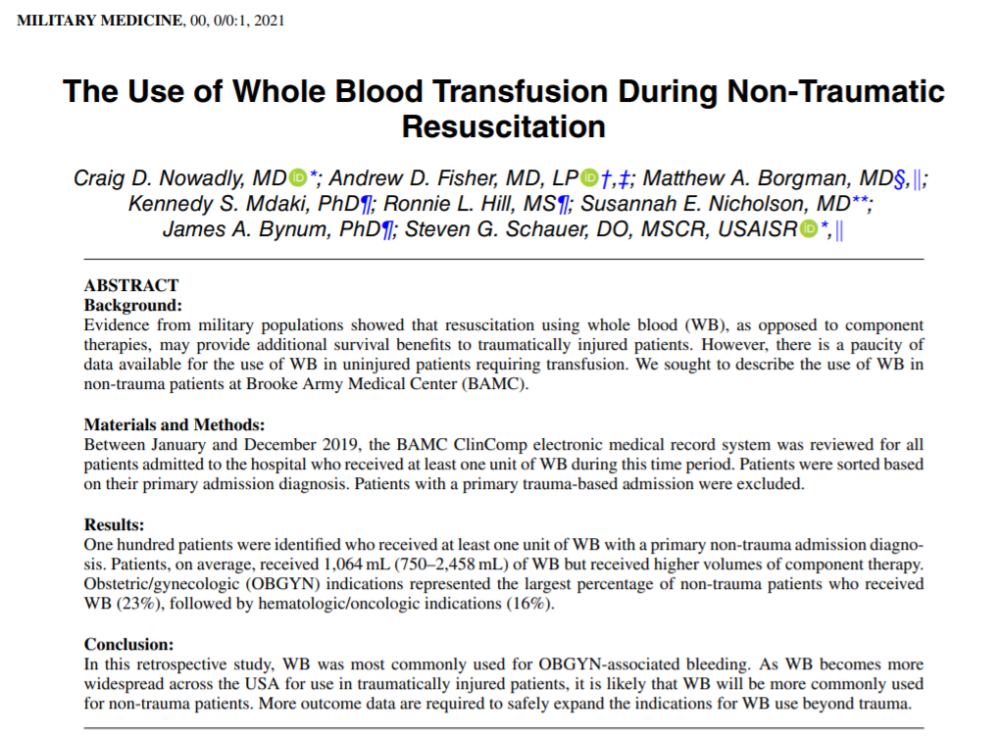 MILITARY MEDICINE, 00, 0/0:1, 2021
The Use of Whole Blood Transfusion During Non-Traumatic
Resuscitation
Craig D. Nowadly, MD iD *; Andrew D. Fisher, MD, LP iD †,‡; Matthew A. Borgman, MD§,||;
Kennedy S. Mdaki, PhD¶; Ronnie L. Hill, MS¶; Susannah E. Nicholson, MD**;
James A. Bynum, PhD¶; Steven G. Schauer, DO, MSCR, USAISR iD *,||
ABSTRACT
Background:
Evidence from military populations showed that resuscitation using whole blood (WB), as opposed to component
therapies, may provide additional survival benefits to traumatically injured patients. However, there is a paucity of
data available for the use of WB in uninjured patients requiring transfusion. We sought to describe the use of WB in
non-trauma patients at Brooke Army Medical Center (BAMC).
Materials and Methods:
Between January and December 2019, the BAMC ClinComp electronic medical record system was reviewed for all
patients admitted to the hospital who received at least one unit of WB during this time period. Patients were sorted based
on their primary admission diagnosis. Patients with a primary trauma-based admission were excluded.
Results:
One hundred patients were identified who received at least one unit of WB with a primary non-trauma admission diagno-
sis. Patients, on average, received 1,064 mL (750–2,458 mL) of WB but received higher volumes of component therapy.
Obstetric/gynecologic (OBGYN) indications represented the largest percentage of non-trauma patients who received
WB (23%), followed by hematologic/oncologic indications (16%).
Conclusion:
In this retrospective study, WB was most commonly used for OBGYN-associated bleeding. As WB becomes more
widespread across the USA for use in traumatically injured patients, it is likely that WB will be more commonly used
for non-trauma patients. More outcome data are required to safely expand the indications for WB use beyond trauma.